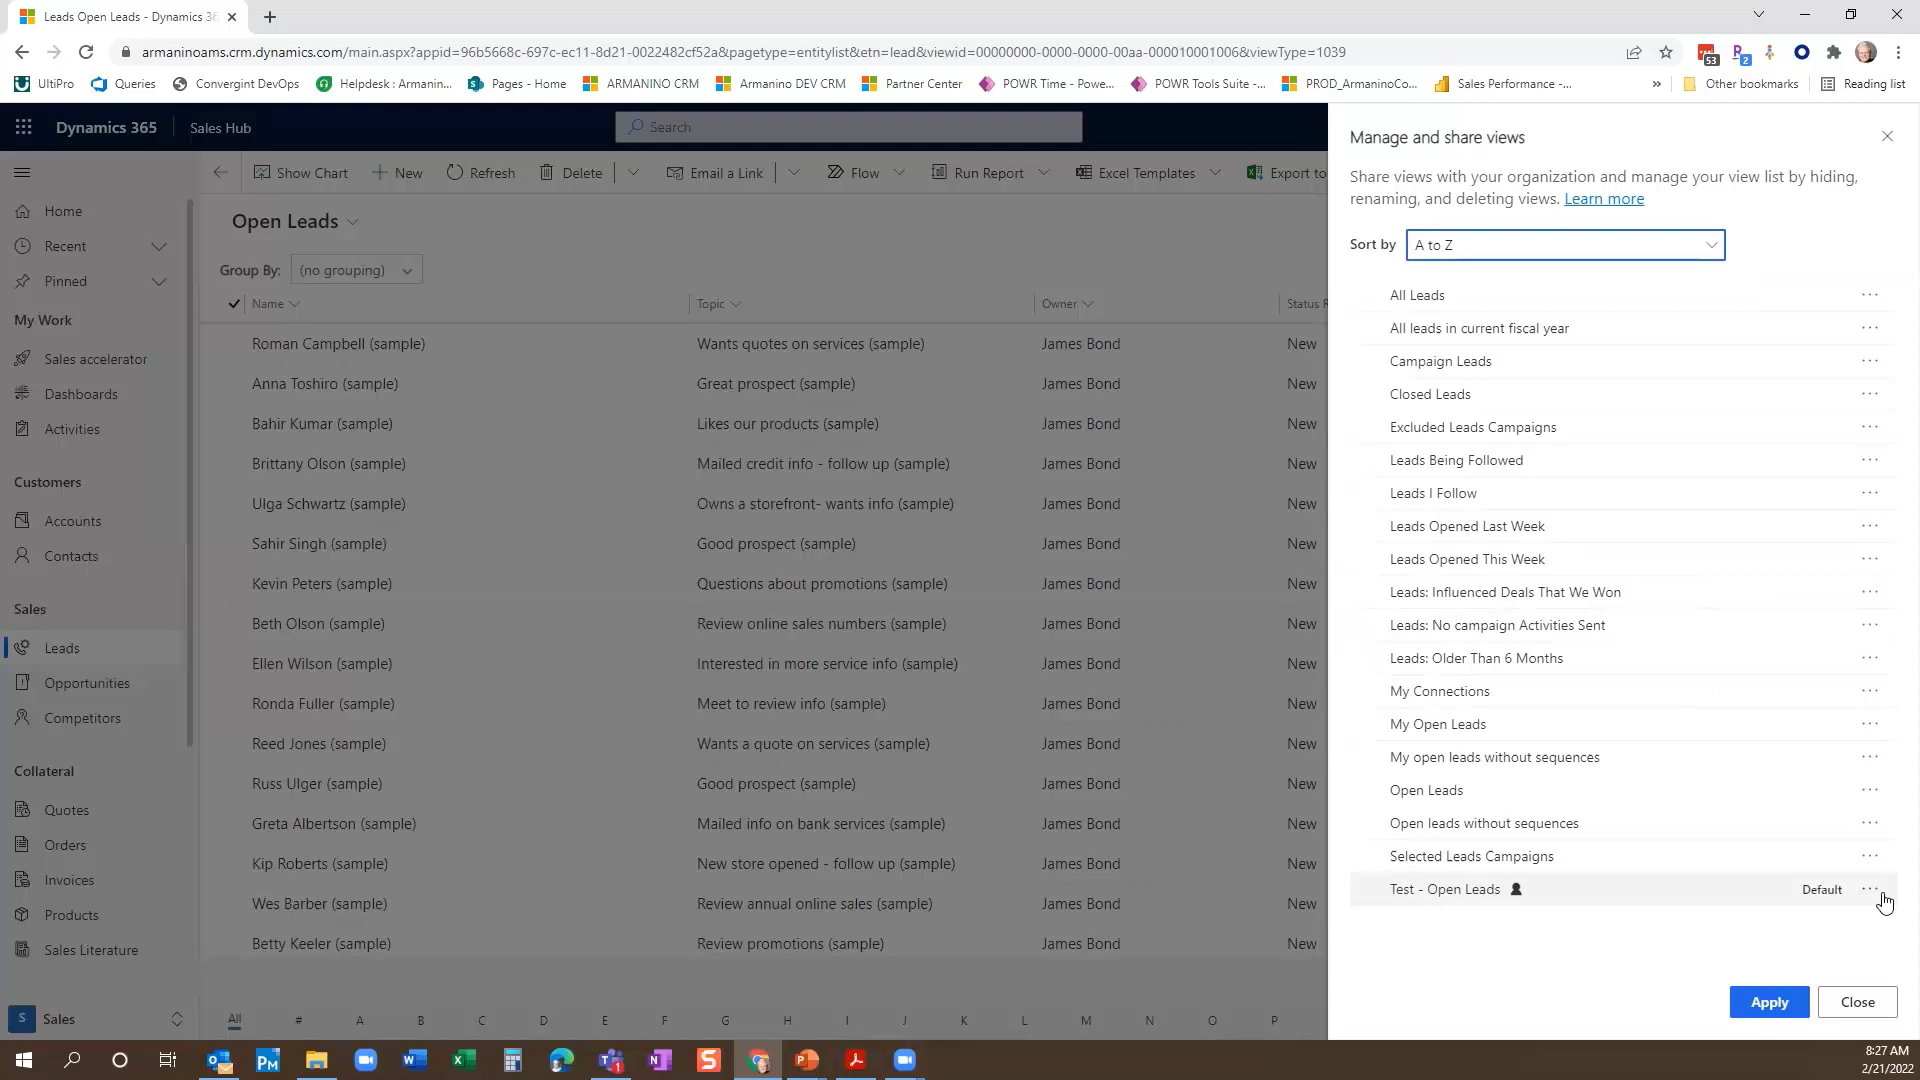 Leads Open Leads - Dynamics 36
armaninoams.crm.dynamics.com/main.aspx?appid=96b5668c-697c-ec11-8d21-0022482cf52a&pagetype=entitylist&etn=lead&viewid=00000000-0000-0000-00aa-000010001006&viewType=1039
53
2
UltiPro Queries Convergint DevOps Helpdesk : Armanin... Pages - Home ARMANINO CRM Armanino DEV CRM Partner Center POWR Time - Powe... POWR Tools Suite -... PROD_ArmaninoCo... Sales Performance -... » Other bookmarks Reading list
Dynamics 365 Sales Hub Search
Show Chart New Refresh Delete Email a Link Flow Run Report Excel Templates Export to
Home
Recent
Pinned
My Work
Sales accelerator
Dashboards
Activities
Customers
Accounts
Contacts
Sales
Leads
Opportunities
Competitors
Collateral
Quotes
Orders
Invoices
Products
Sales Literature
S Sales
Open Leads
Group By: (no grouping)
Name Topic Owner Status R
Roman Campbell (sample) Wants quotes on services (sample) James Bond New
Anna Toshiro (sample) Great prospect (sample) James Bond New
Bahir Kumar (sample) Likes our products (sample) James Bond New
Brittany Olson (sample) Mailed credit info - follow up (sample) James Bond New
Ulga Schwartz (sample) Owns a storefront- wants info (sample) James Bond New
Sahir Singh (sample) Good prospect (sample) James Bond New
Kevin Peters (sample) Questions about promotions (sample) James Bond New
Beth Olson (sample) Review online sales numbers (sample) James Bond New
Ellen Wilson (sample) Interested in more service info (sample) James Bond New
Ronda Fuller (sample) Meet to review info (sample) James Bond New
Reed Jones (sample) Wants a quote on services (sample) James Bond New
Russ Ulger (sample) Good prospect (sample) James Bond New
Greta Albertson (sample) Mailed info on bank services (sample) James Bond New
Kip Roberts (sample) New store opened - follow up (sample) James Bond New
Wes Barber (sample) Review annual online sales (sample) James Bond New
Betty Keeler (sample) Review promotions (sample) James Bond New
All # A B C D E F G H I J K L M N O P
Manage and share views
Share views with your organization and manage your view list by hiding,
renaming, and deleting views. Learn more
Sort by A to Z
All Leads ...
All leads in current fiscal year ...
Campaign Leads ...
Closed Leads ...
Excluded Leads Campaigns ...
Leads Being Followed ...
Leads I Follow ...
Leads Opened Last Week ...
Leads Opened This Week ...
Leads: Influenced Deals That We Won ...
Leads: No campaign Activities Sent ...
Leads: Older Than 6 Months ...
My Connections ...
My Open Leads ...
My open leads without sequences ...
Open Leads ...
Open leads without sequences ...
Selected Leads Campaigns ...
Test - Open Leads Default ...
Apply Close
8:27 AM
2/21/2022